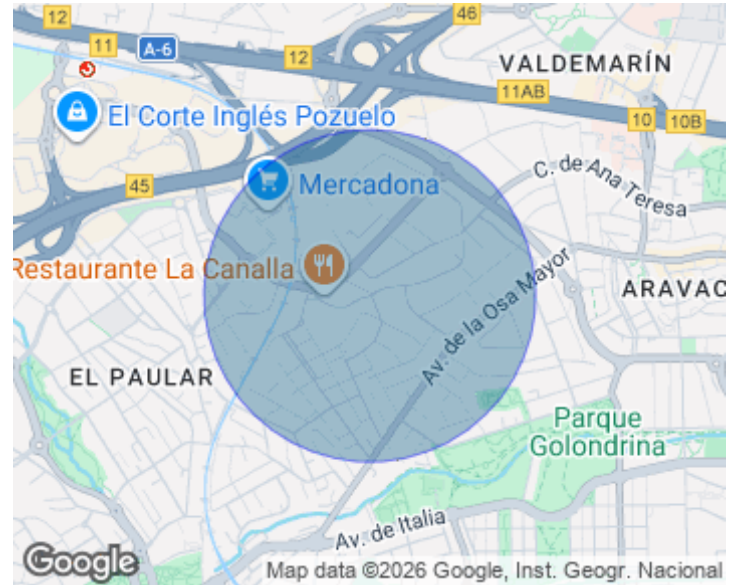 12
46
11
A-6
12
VALDEMARÍN
11AB
El Corte Inglés Pozuelo
10
10B
45
Mercadona
C. de Ana Teresa
Restaurante La Canalla
Av. de la Osa Mayor
ARAVAC
EL PAULAR
Parque
Golondrina
Av. de Italia
Google
Map data ©2026 Google, Inst. Geogr. Nacional